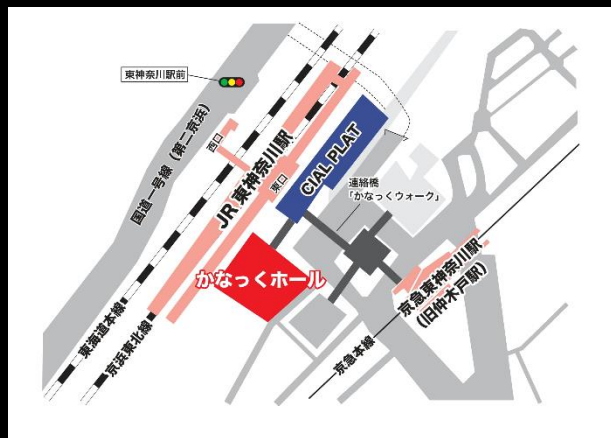 東神奈川駅前
国道一号線（第二京浜）
西口
JR 東神奈川駅
東口
CIAL PLAT
連絡橋
「かなっくウォーク」
かなっくホール
京急東神奈川駅
（旧仲木戸駅）
東海道本線
京浜東北線
京急本線